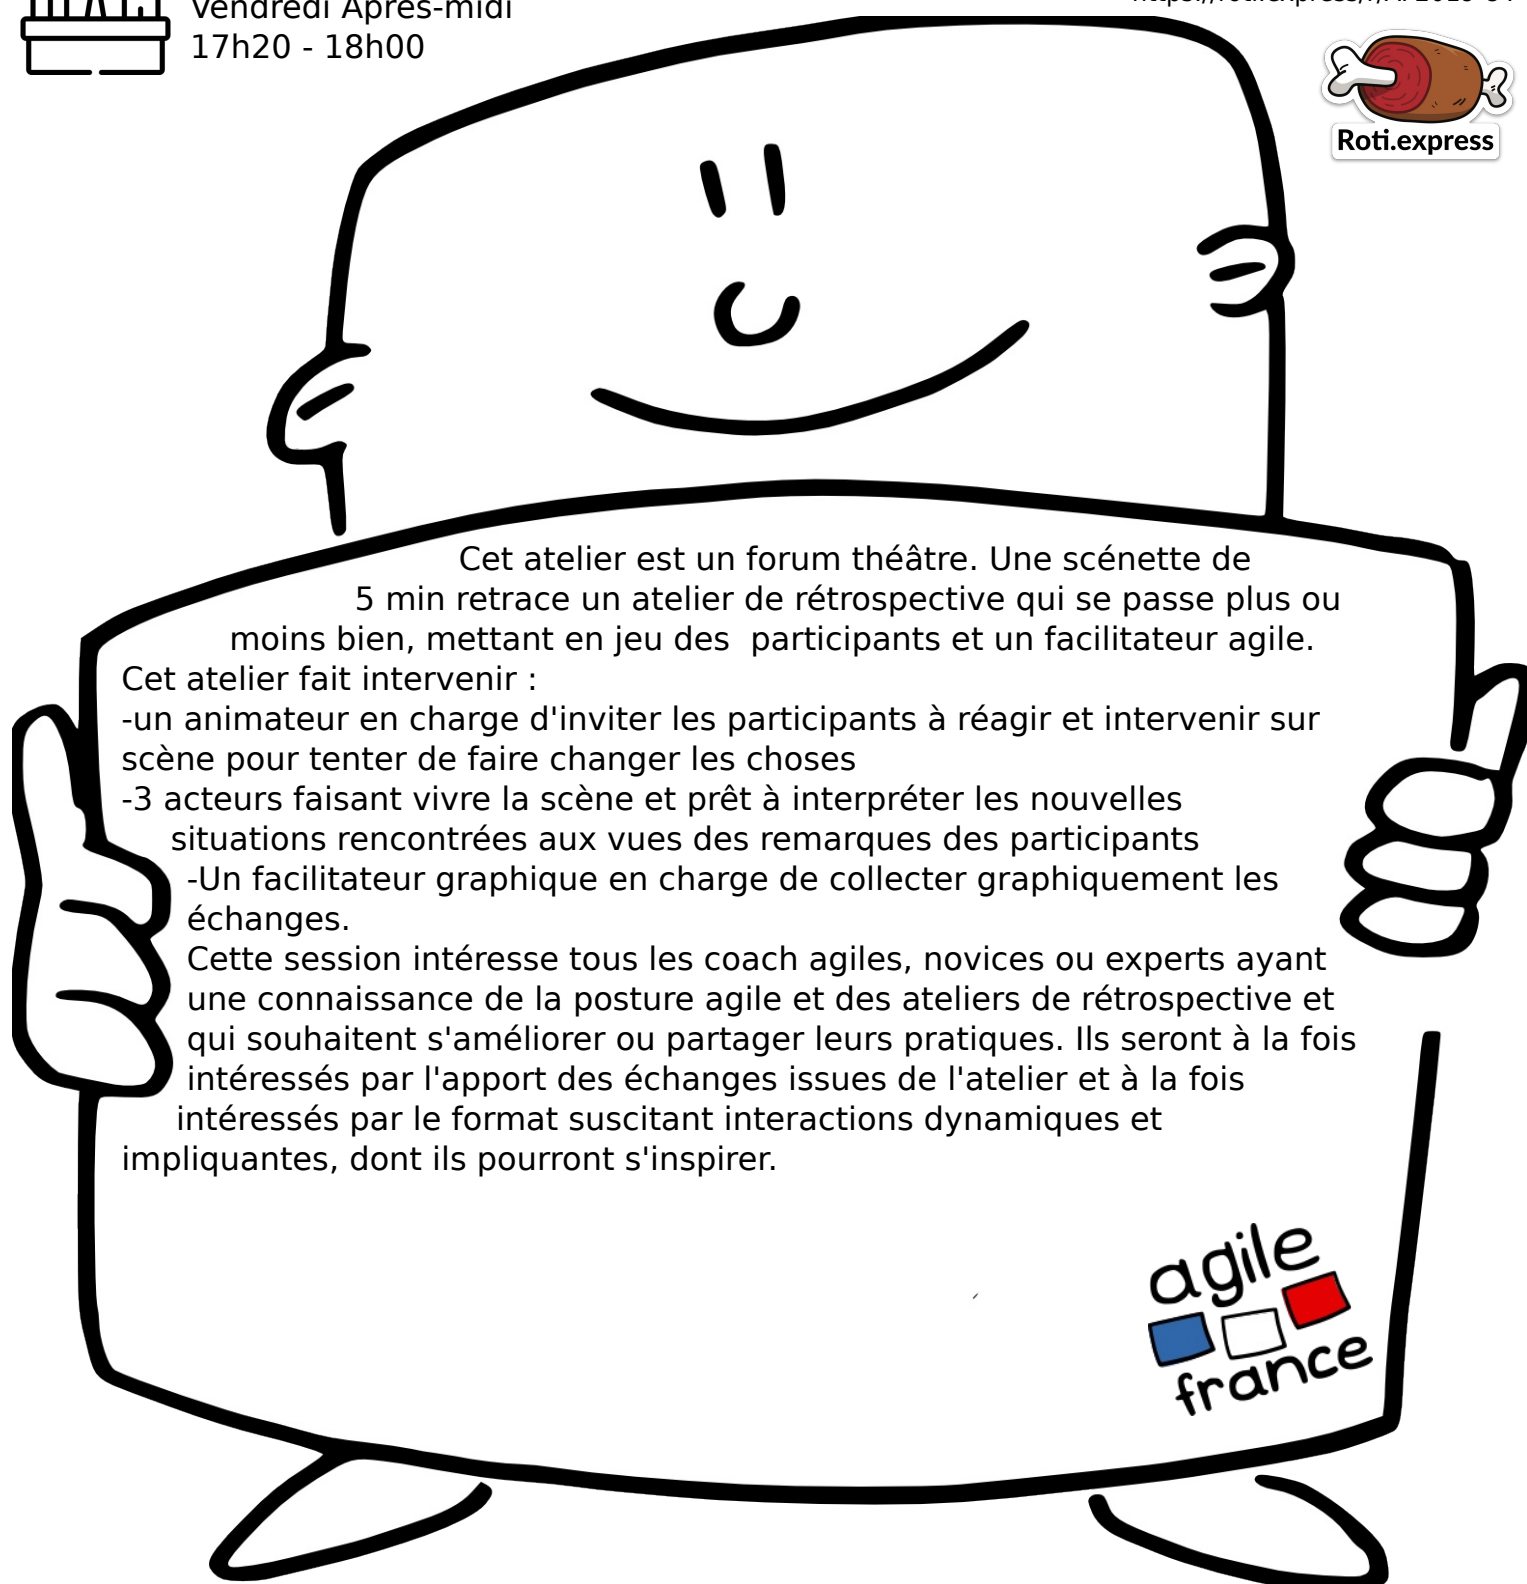 Vendredi Après-midi
17h20 - 18h00
Roti.express
Cet atelier est un forum théâtre. Une scénette de
5 min retrace un atelier de rétrospective qui se passe plus ou
moins bien, mettant en jeu des  participants et un facilitateur agile.
Cet atelier fait intervenir :
-un animateur en charge d'inviter les participants à réagir et intervenir sur
scène pour tenter de faire changer les choses
-3 acteurs faisant vivre la scène et prêt à interpréter les nouvelles
situations rencontrées aux vues des remarques des participants
-Un facilitateur graphique en charge de collecter graphiquement les
échanges.
Cette session intéresse tous les coach agiles, novices ou experts ayant
une connaissance de la posture agile et des ateliers de rétrospective et
qui souhaitent s'améliorer ou partager leurs pratiques. Ils seront à la fois
intéressés par l'apport des échanges issues de l'atelier et à la fois
intéressés par le format suscitant interactions dynamiques et
impliquantes, dont ils pourront s'inspirer.
agile
france